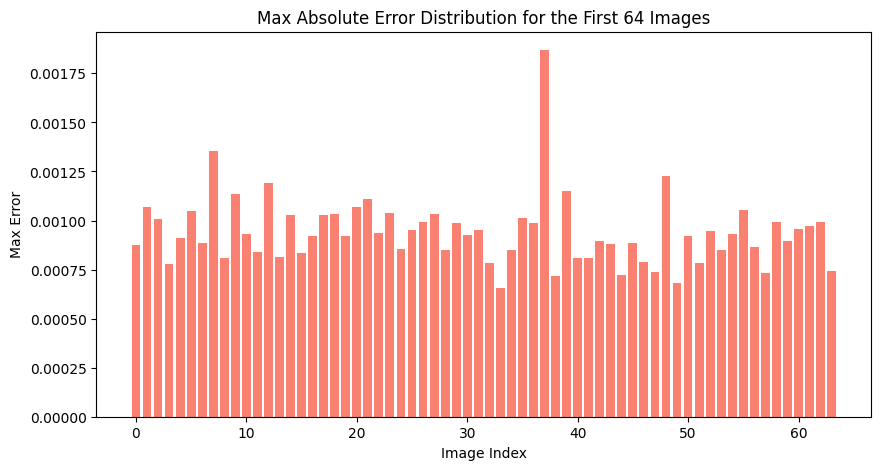 Max Absolute Error Distribution for the First 64 Images
0.00175
0.00150
0.00125
0.00100
0.00075
0.00050
0.00025
0.00000
Max Error
0 10 20 30 40 50 60
Image Index